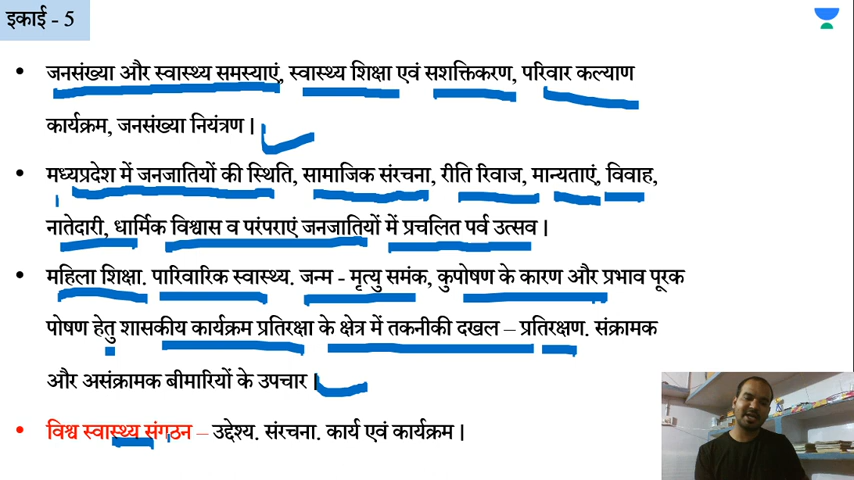 इकाई - 5
जनसंख्या और स्वास्थ्य समस्याएं, स्वास्थ्य शिक्षा एवं सशक्तिकरण, परिवार कल्याण
कार्यक्रम, जनसंख्या नियंत्रण |
मध्यप्रदेश में जनजातियों की स्थिति, सामाजिक संरचना, रीति रिवाज, मान्यताएं, विवाह,
नातेदारी, धार्मिक विश्वास व परंपराएं जनजातियों में प्रचलित पर्व उत्सव |
महिला शिक्षा. पारिवारिक स्वास्थ्य. जन्म - मृत्यु समंक, कुपोषण के कारण और प्रभाव पूरक
पोषण हेतु शासकीय कार्यक्रम प्रतिरक्षा के क्षेत्र में तकनीकी दखल – प्रतिरक्षण. संक्रामक
और असंक्रामक बीमारियों के उपचार |
विश्व स्वास्थ्य संगठन – उद्देश्य. संरचना. कार्य एवं कार्यक्रम |